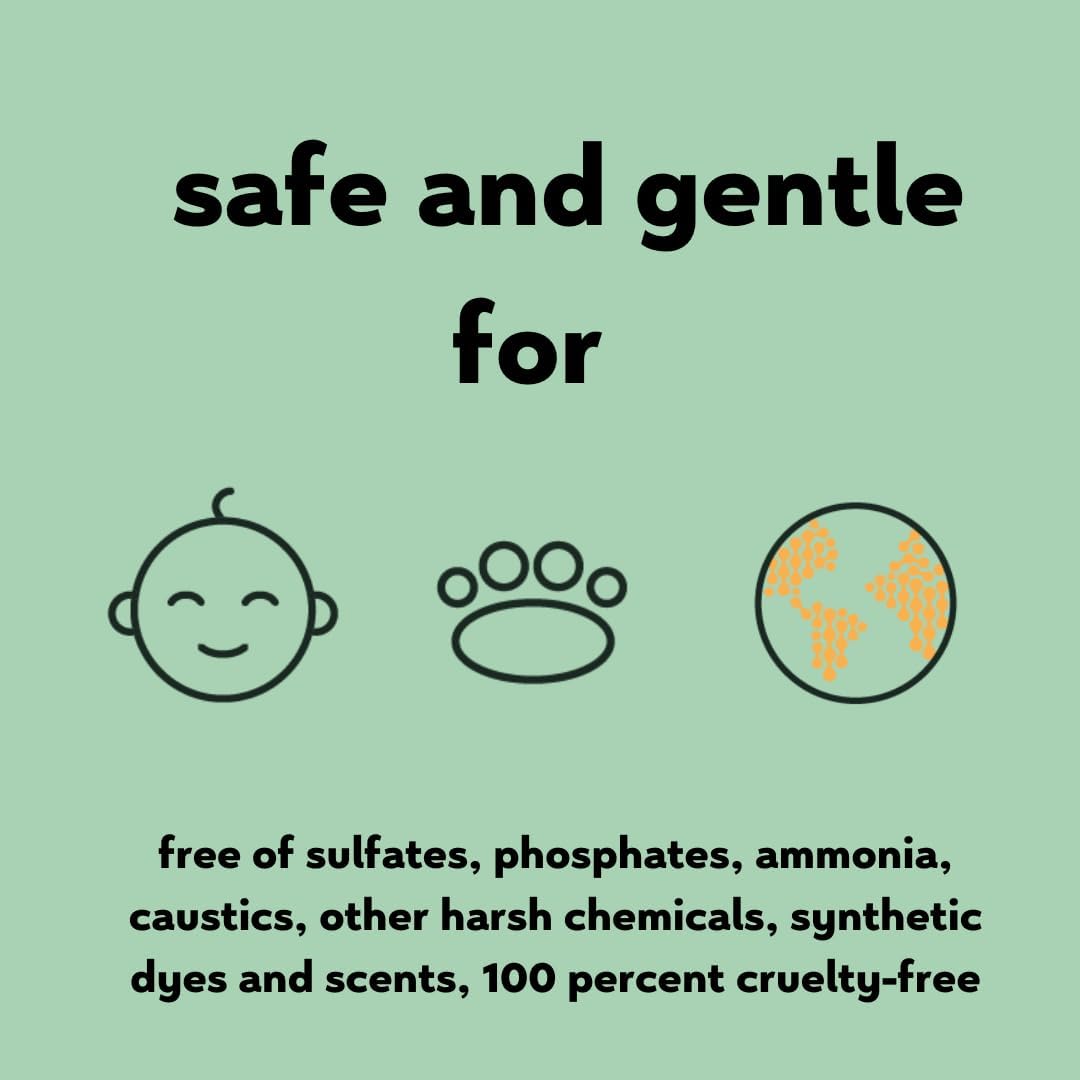 safe and gentle
for
free of sulfates, phosphates, ammonia,
caustics, other harsh chemicals, synthetic
dyes and scents, 100 percent cruelty-free